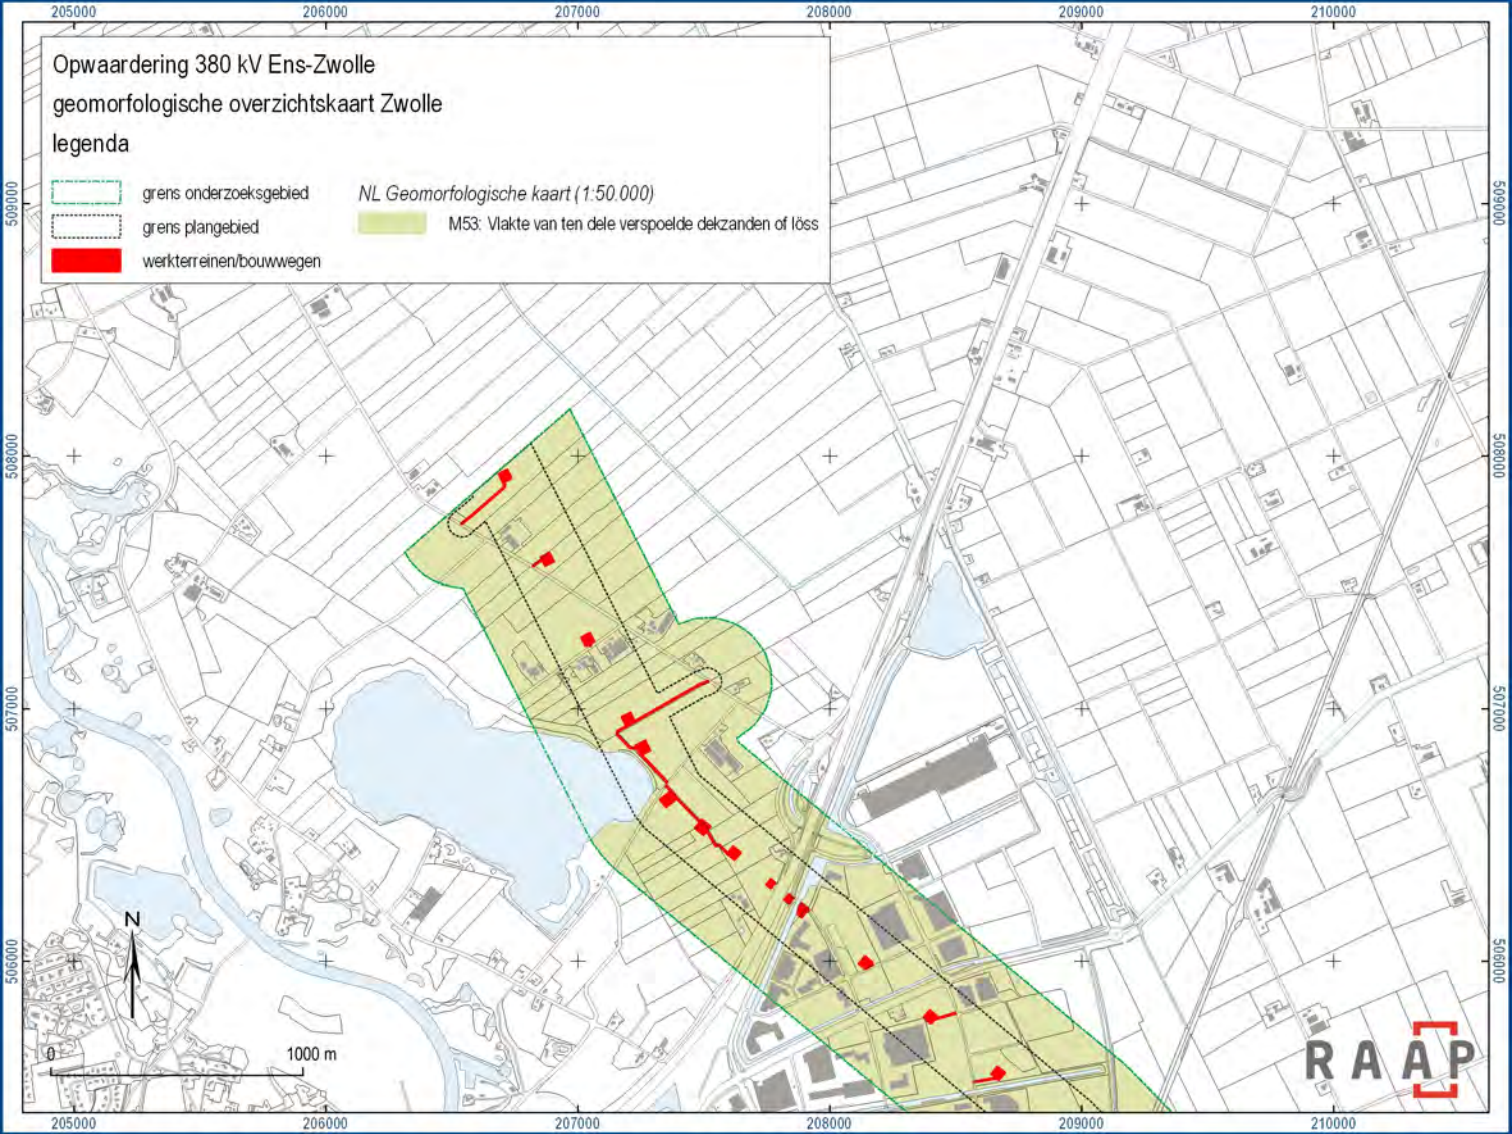 205000 206000 207000 208000 209000 210000
Opwaardering 380 kV Ens-Zwolle
geomorfologische overzichtskaart Zwolle
legenda
grens onderzoeksgebied
grens plangebied
werkterreinen/bouwwegen
NL Geomorfologische kaart (1:50.000)
M53: Vlakte van ten dele verspoelde dekzanden of löss
509000 509000
508000 508000
507000 507000
506000 506000
N
0 1000 m
RAAP
205000 206000 207000 208000 209000 210000